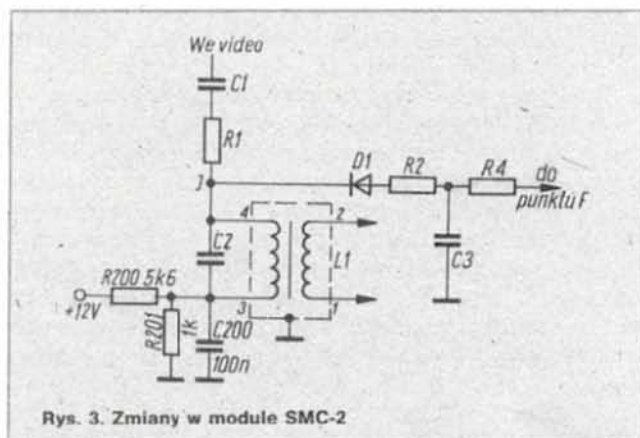 We video
C1
R1
D1
R2
R4
do
punktu F
4
2
C2
L1
C3
R200 5k6
+12V
3
1
R201
1k
C200
100n
Rys. 3. Zmiany w module SMC-2